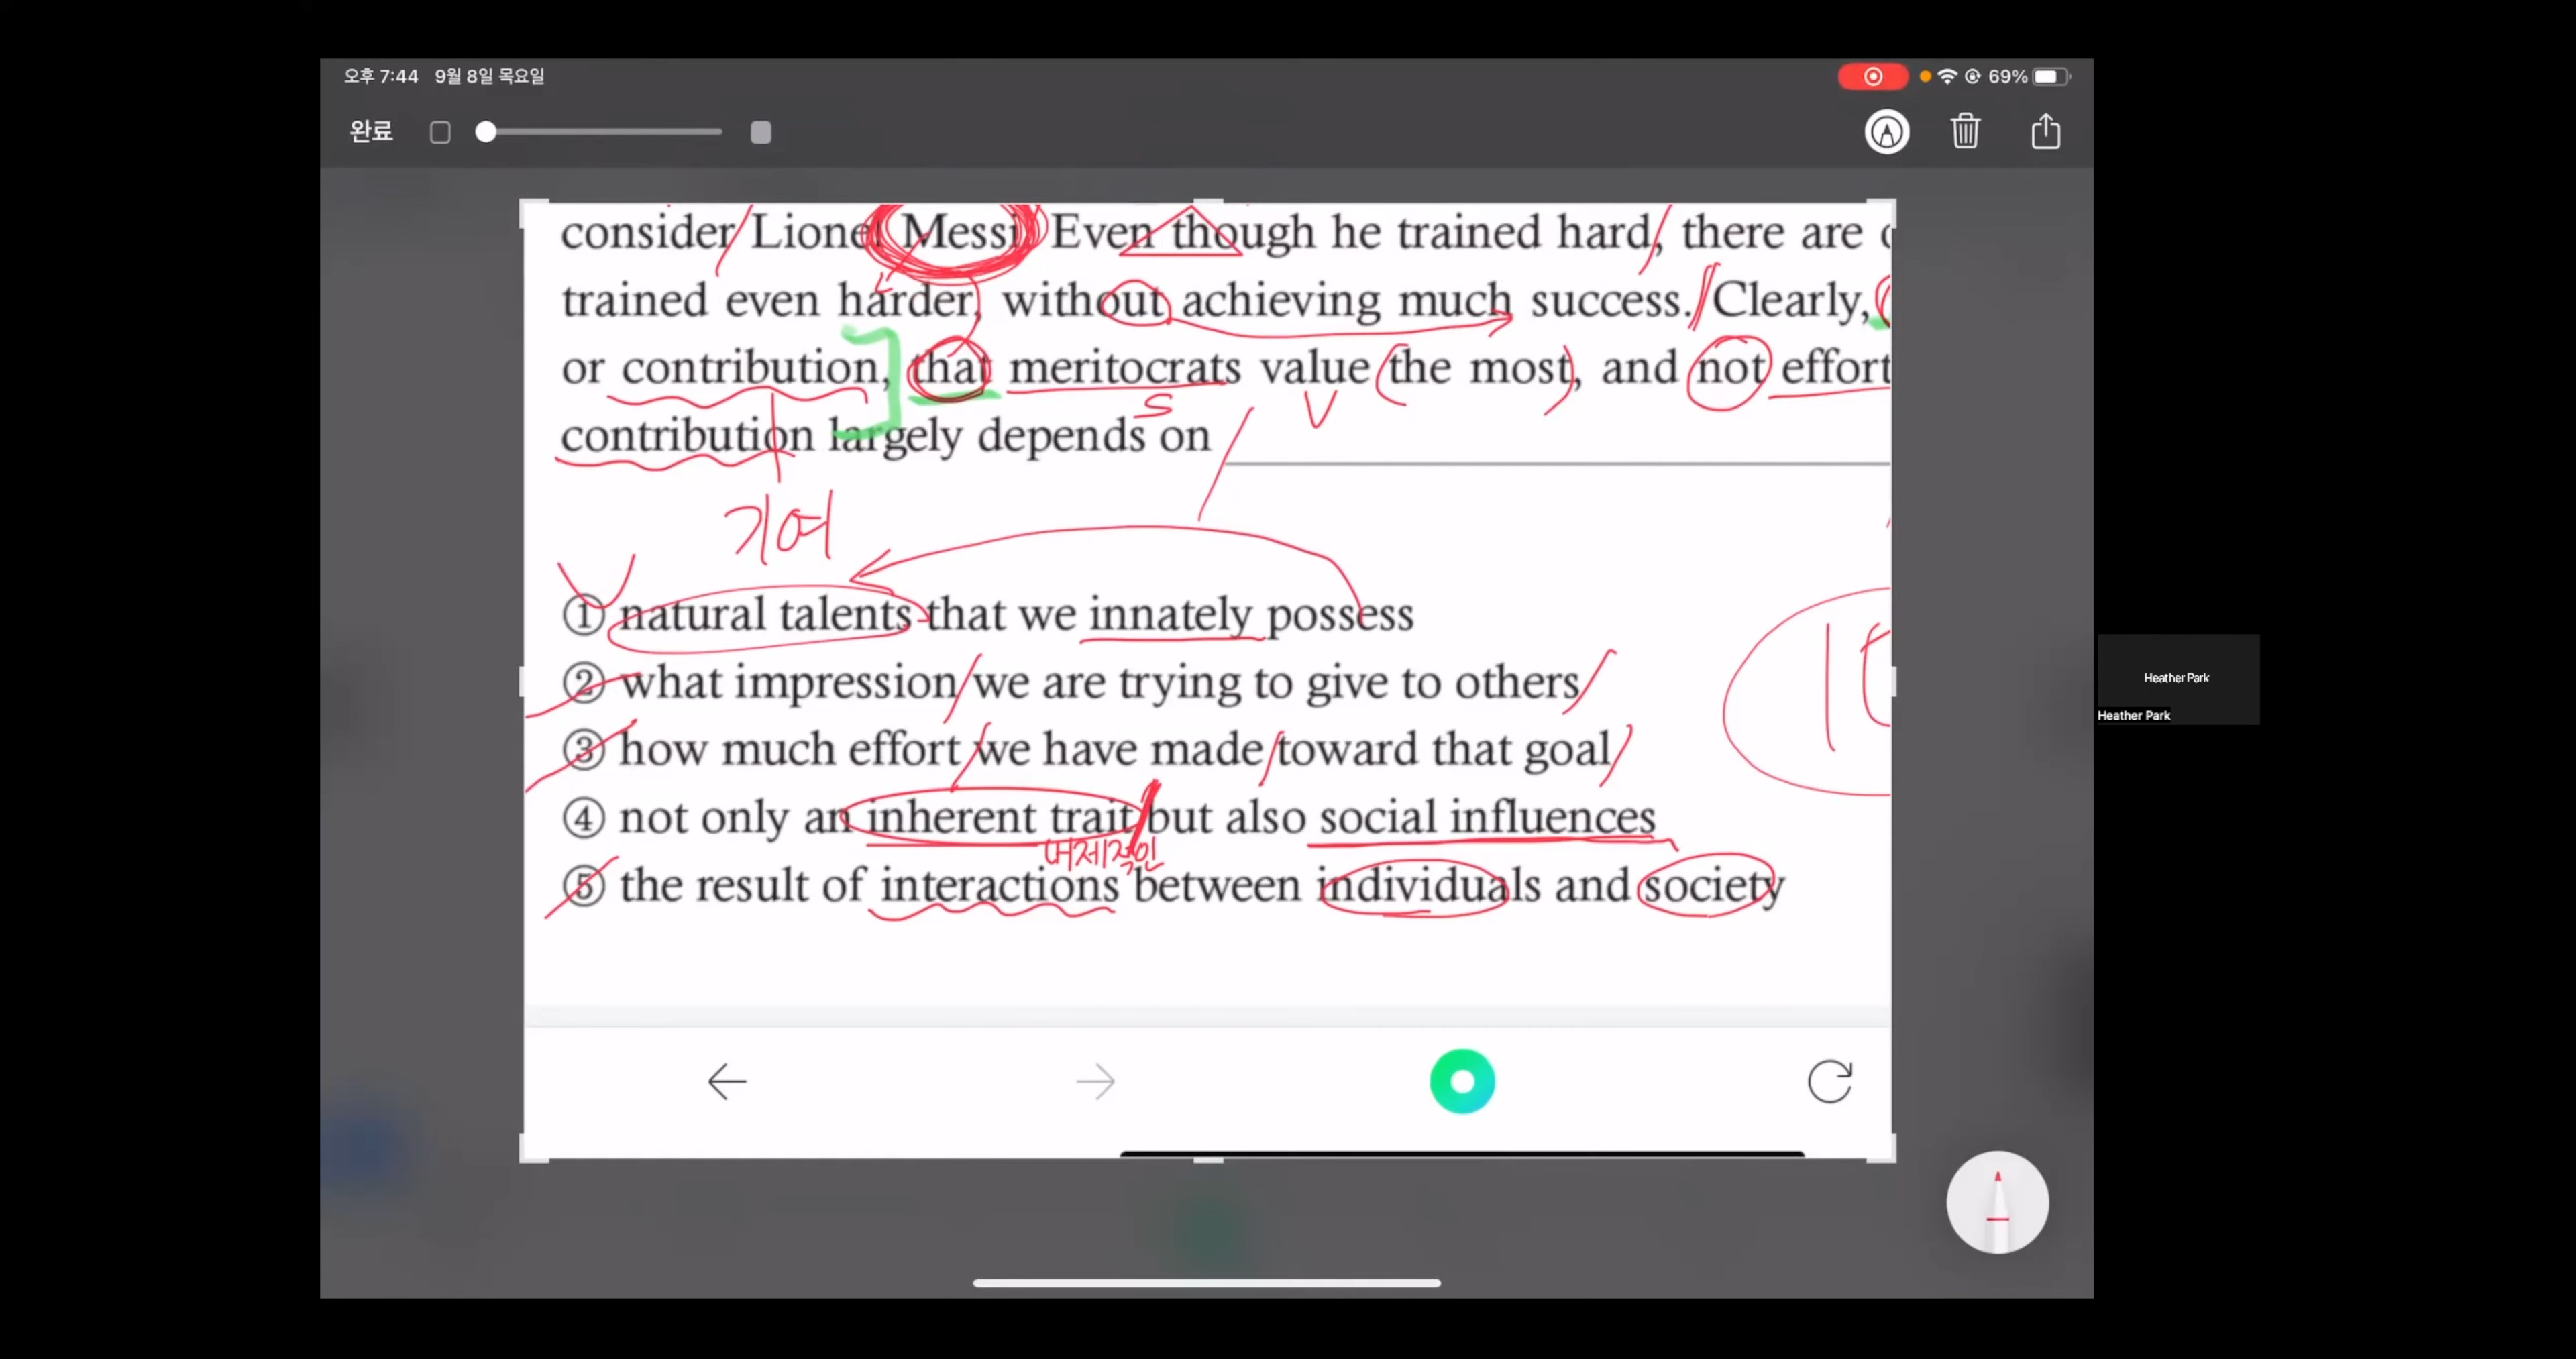 오후 7:44 9월 8일 목요일
69%
완료
consider Lionel Messi Even though he trained hard, there are
trained even harder, without achieving much success. Clearly,
or contribution, that meritocrats value the most, and not effort
S
V
contribution largely depends on
기여
① natural talents that we innately possess
② what impression we are trying to give to others
③ how much effort we have made toward that goal
④ not only an inherent trait but also social influences
내제적인
⑤ the result of interactions between individuals and society
Heather Park
Heather Park